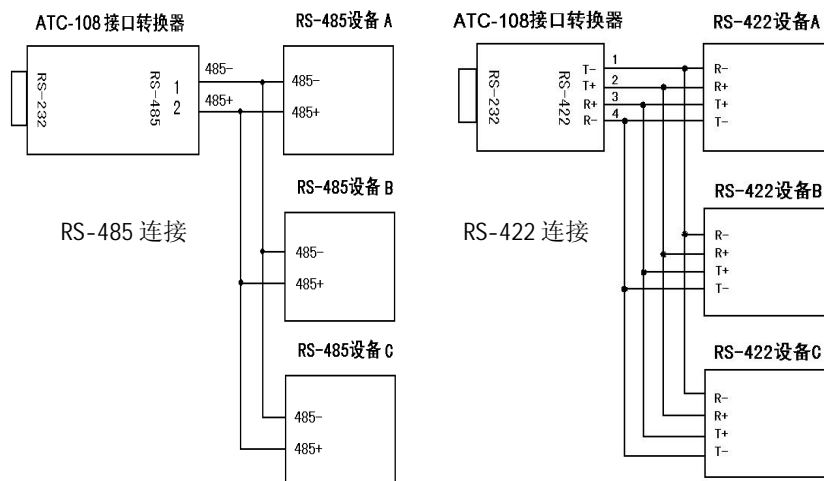 ATC-108接口转换器
RS-485设备A
RS-232
RS-485
1
2
485-
485+
485-
485+
RS-485设备B
485-
485+
RS-485 连接
RS-485设备C
485-
485+
ATC-108接口转换器
RS-422设备A
RS-232
RS-422
T- 1
T+ 2
R+ 3
R- 4
R-
R+
T+
T-
RS-422设备B
R-
R+
T+
T-
RS-422 连接
RS-422设备C
R-
R+
T+
T-